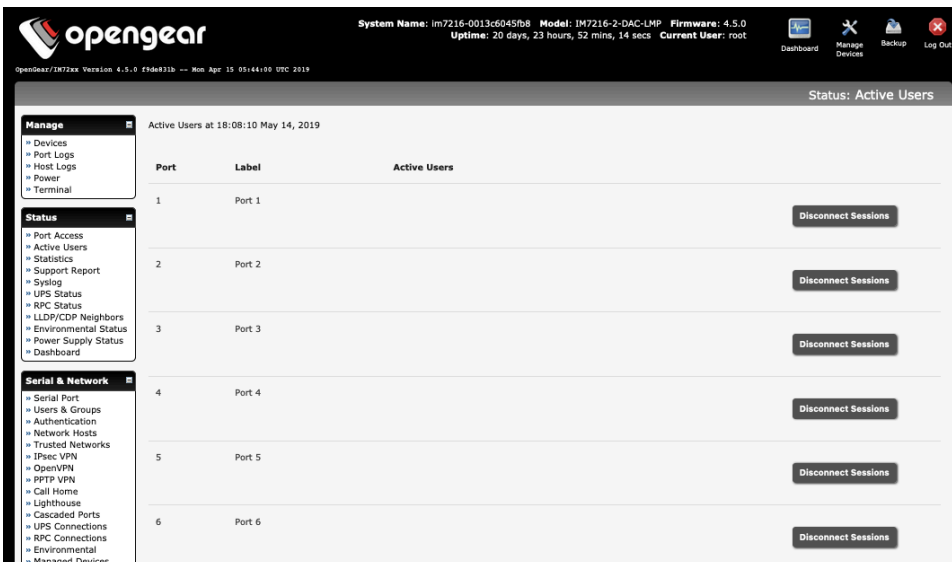 opengear
System Name: im7216-0013c6045fb8 Model: IM7216-2-DAC-LMP Firmware: 4.5.0
Uptime: 20 days, 23 hours, 52 mins, 14 secs Current User: root
Dashboard
Manage
Devices
Backup
Log Out
OpenGear/IM72xx Version 4.5.0 f9de831b -- Mon Apr 15 05:44:00 UTC 2019
Status: Active Users
Manage
» Devices
» Port Logs
» Host Logs
» Power
» Terminal
Status
» Port Access
» Active Users
» Statistics
» Support Report
» Syslog
» UPS Status
» RPC Status
» LLDP/CDP Neighbors
» Environmental Status
» Power Supply Status
» Dashboard
Serial & Network
» Serial Port
» Users & Groups
» Authentication
» Network Hosts
» Trusted Networks
» IPsec VPN
» OpenVPN
» PPTP VPN
» Call Home
» Lighthouse
» Cascaded Ports
» UPS Connections
» RPC Connections
» Environmental
» Managed Devices
Active Users at 18:08:10 May 14, 2019
Port Label Active Users
1 Port 1 Disconnect Sessions
2 Port 2 Disconnect Sessions
3 Port 3 Disconnect Sessions
4 Port 4 Disconnect Sessions
5 Port 5 Disconnect Sessions
6 Port 6 Disconnect Sessions